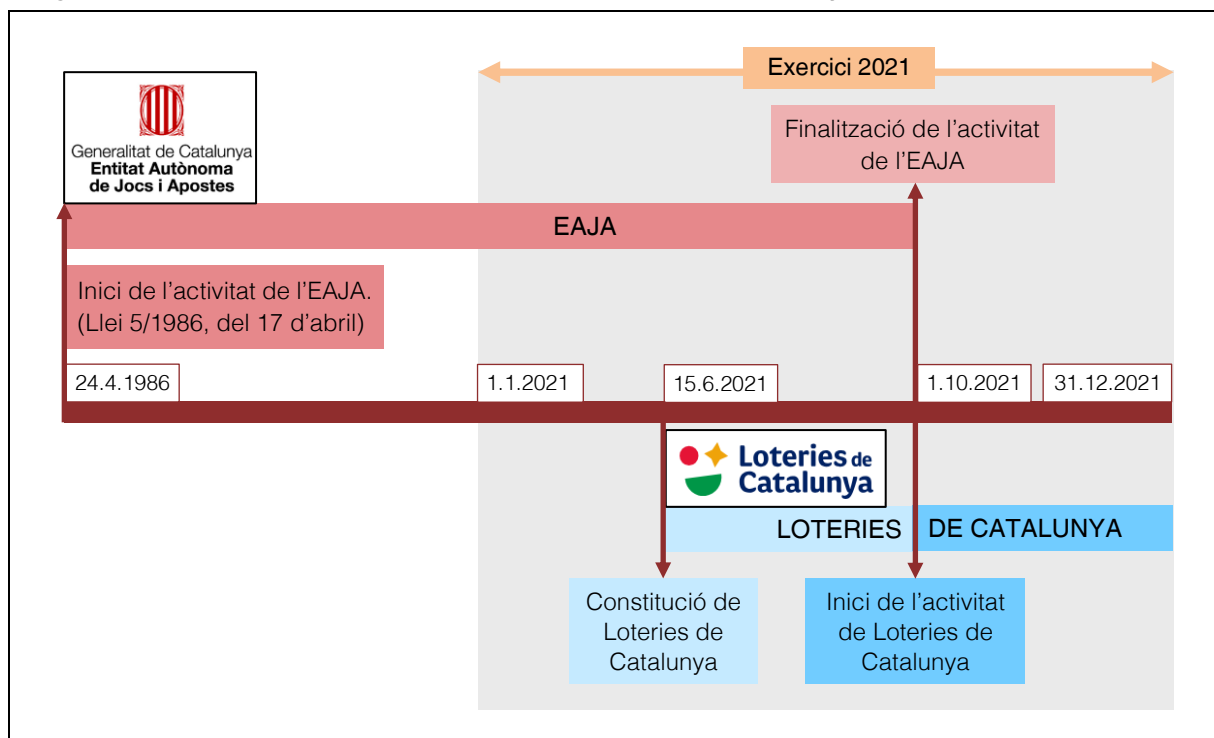 Exercici 2021
Generalitat de Catalunya
Entitat Autònoma
de Jocs i Apostes
Finalització de l’activitat
de l’EAJA
EAJA
Inici de l’activitat de l’EAJA.
(Llei 5/1986, del 17 d’abril)
24.4.1986
1.1.2021
15.6.2021
1.10.2021
31.12.2021
Loteries de
Catalunya
LOTERIES DE CATALUNYA
Constitució de
Loteries de
Catalunya
Inici de l’activitat
de Loteries de
Catalunya